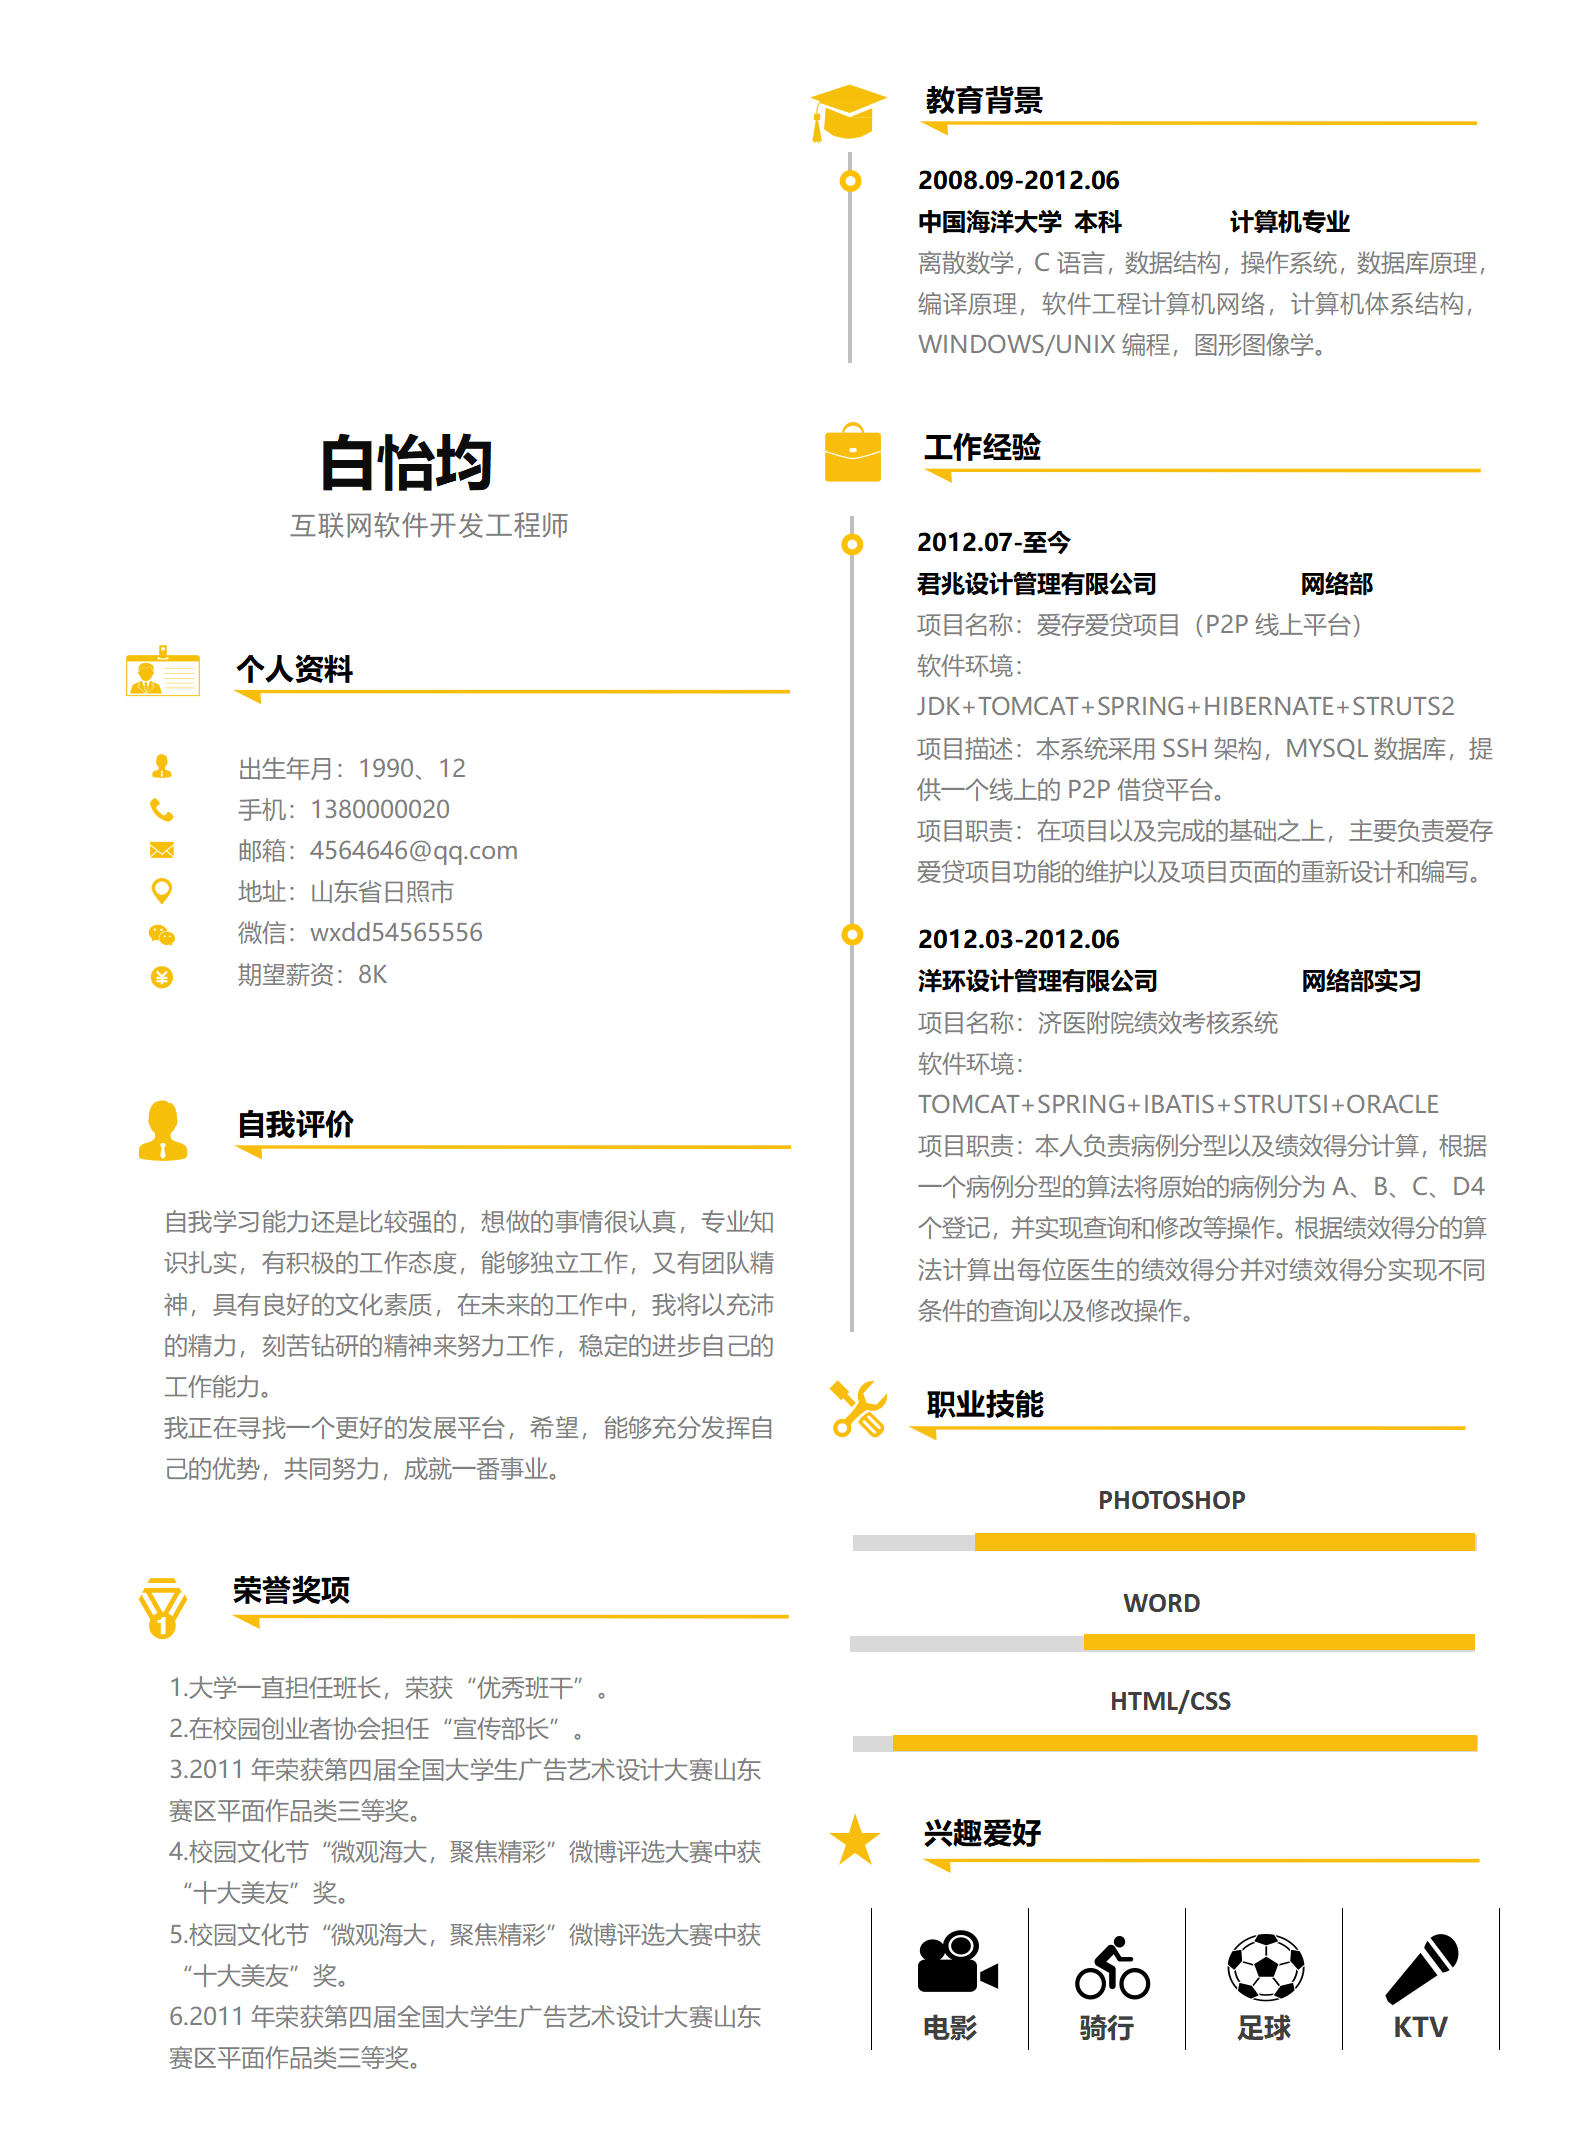 白怡均
互联网软件开发工程师
个人资料
出生年月：1990、12
手机：1380000020
邮箱：4564646@qq.com
地址：山东省日照市
微信：wxdd54565556
期望薪资：8K
自我评价
自我学习能力还是比较强的，想做的事情很认真，专业知
识扎实，有积极的工作态度，能够独立工作，又有团队精
神，具有良好的文化素质，在未来的工作中，我将以充沛
的精力，刻苦钻研的精神来努力工作，稳定的进步自己的
工作能力。
我正在寻找一个更好的发展平台，希望，能够充分发挥自
己的优势，共同努力，成就一番事业。
荣誉奖项
1
1.大学一直担任班长，荣获“优秀班干”。
2.在校园创业者协会担任“宣传部长”。
3.2011 年荣获第四届全国大学生广告艺术设计大赛山东
赛区平面作品类三等奖。
4.校园文化节“微观海大，聚焦精彩”微博评选大赛中获
“十大美友”奖。
5.校园文化节“微观海大，聚焦精彩”微博评选大赛中获
“十大美友”奖。
6.2011 年荣获第四届全国大学生广告艺术设计大赛山东
赛区平面作品类三等奖。
教育背景
2008.09-2012.06
中国海洋大学 本科 计算机专业
离散数学，C 语言，数据结构，操作系统，数据库原理，
编译原理，软件工程计算机网络，计算机体系结构，
WINDOWS/UNIX 编程，图形图像学。
工作经验
2012.07-至今
君兆设计管理有限公司 网络部
项目名称：爱存爱贷项目（P2P 线上平台）
软件环境：
JDK+TOMCAT+SPRING+HIBERNATE+STRUTS2
项目描述：本系统采用 SSH 架构，MYSQL 数据库，提
供一个线上的 P2P 借贷平台。
项目职责：在项目以及完成的基础之上，主要负责爱存
爱贷项目功能的维护以及项目页面的重新设计和编写。
2012.03-2012.06
洋环设计管理有限公司 网络部实习
项目名称：济医附院绩效考核系统
软件环境：
TOMCAT+SPRING+IBATIS+STRUTSI+ORACLE
项目职责：本人负责病例分型以及绩效得分计算，根据
一个病例分型的算法将原始的病例分为 A、B、C、D4
个登记，并实现查询和修改等操作。根据绩效得分的算
法计算出每位医生的绩效得分并对绩效得分实现不同
条件的查询以及修改操作。
职业技能
PHOTOSHOP
WORD
HTML/CSS
兴趣爱好
电影 骑行 足球 KTV